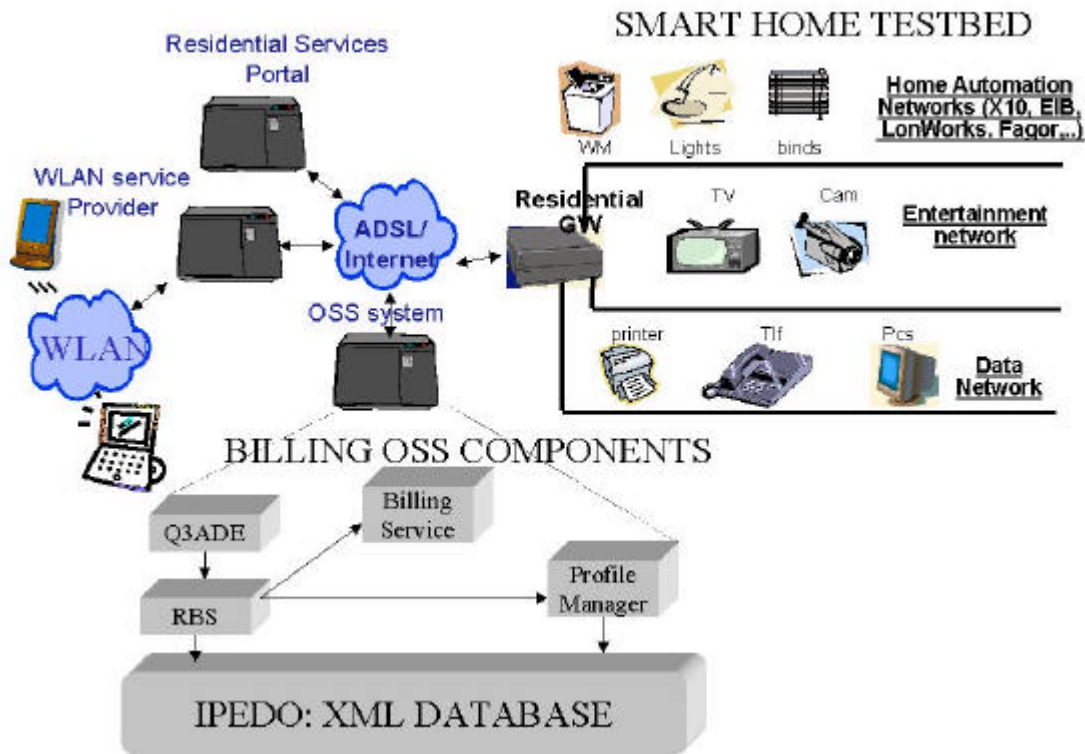 SMART HOME TESTBED
Residential Services
Portal
Home Automation
Networks (X10, EIB,
LonWorks, Fagor,..)
WM
Lights
binds
WLAN service
Provider
Residential
GW
TV
Cam
Entertainment
network
ADSL/
Internet
OSS system
WLAN
printer
Tlf
Pcs
Data
Network
BILLING OSS COMPONENTS
Billing
Service
Q3ADE
Profile
Manager
RBS
IPEDO: XML DATABASE